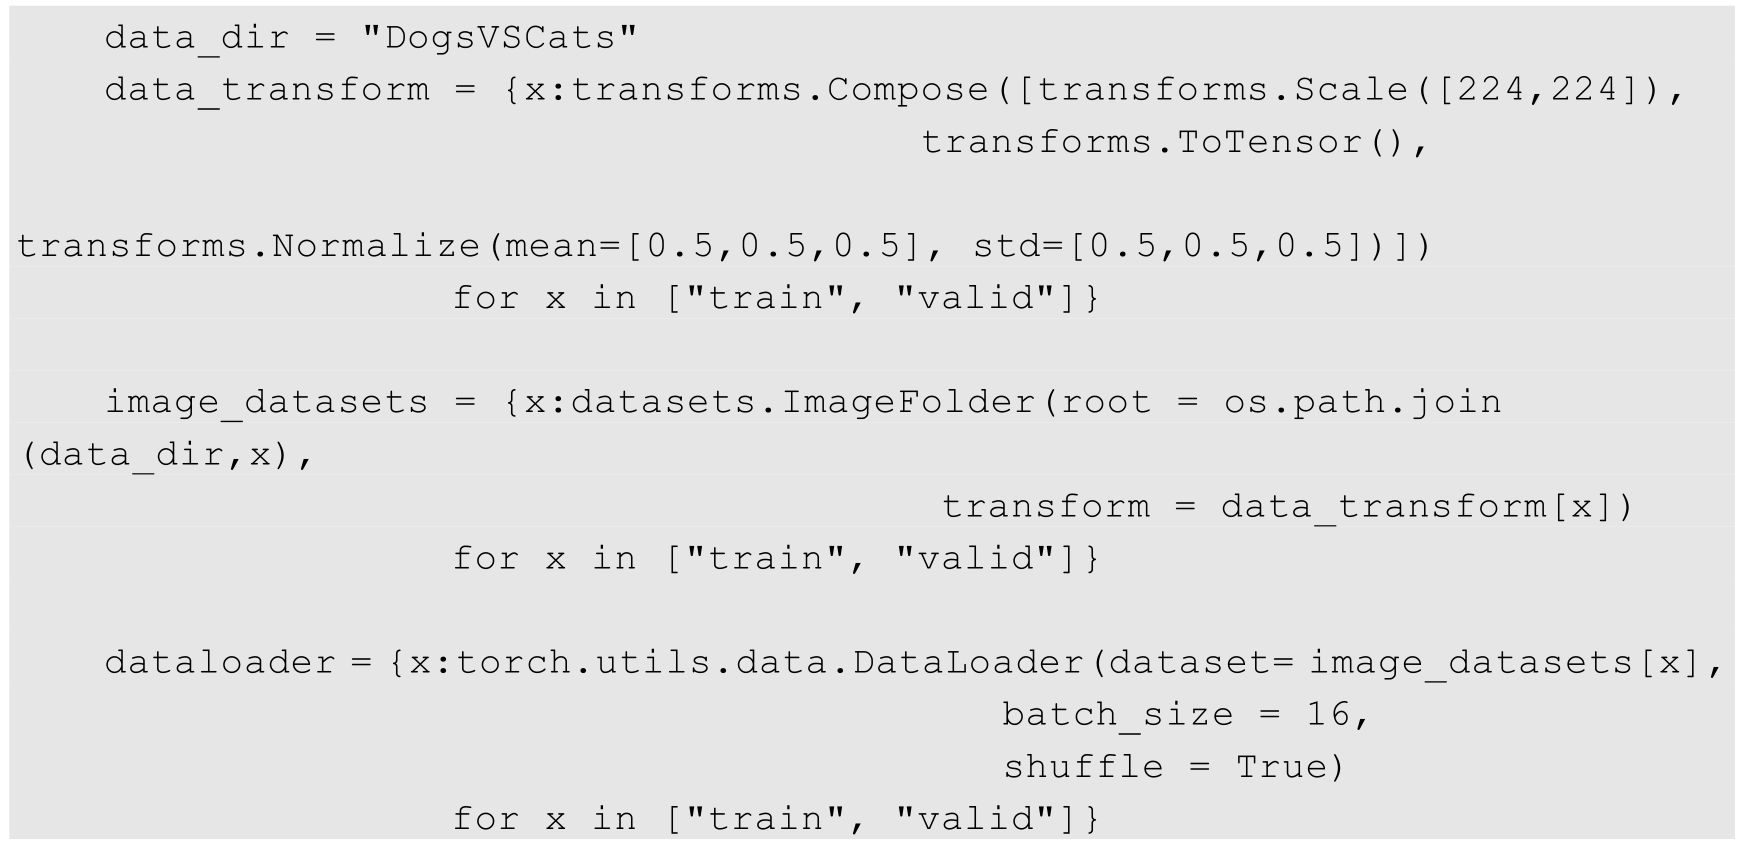 data_dir = "DogsVSCats"
data_transform = {x:transforms.Compose([transforms.Scale([224,224]),
transforms.ToTensor(),
transforms.Normalize(mean=[0.5,0.5,0.5], std=[0.5,0.5,0.5])])
for x in ["train", "valid"]}
image_datasets = {x:datasets.ImageFolder(root = os.path.join
(data_dir,x),
transform = data_transform[x])
for x in ["train", "valid"]}
dataloader = {x:torch.utils.data.DataLoader(dataset= image_datasets[x],
batch_size = 16,
shuffle = True)
for x in ["train", "valid"]}